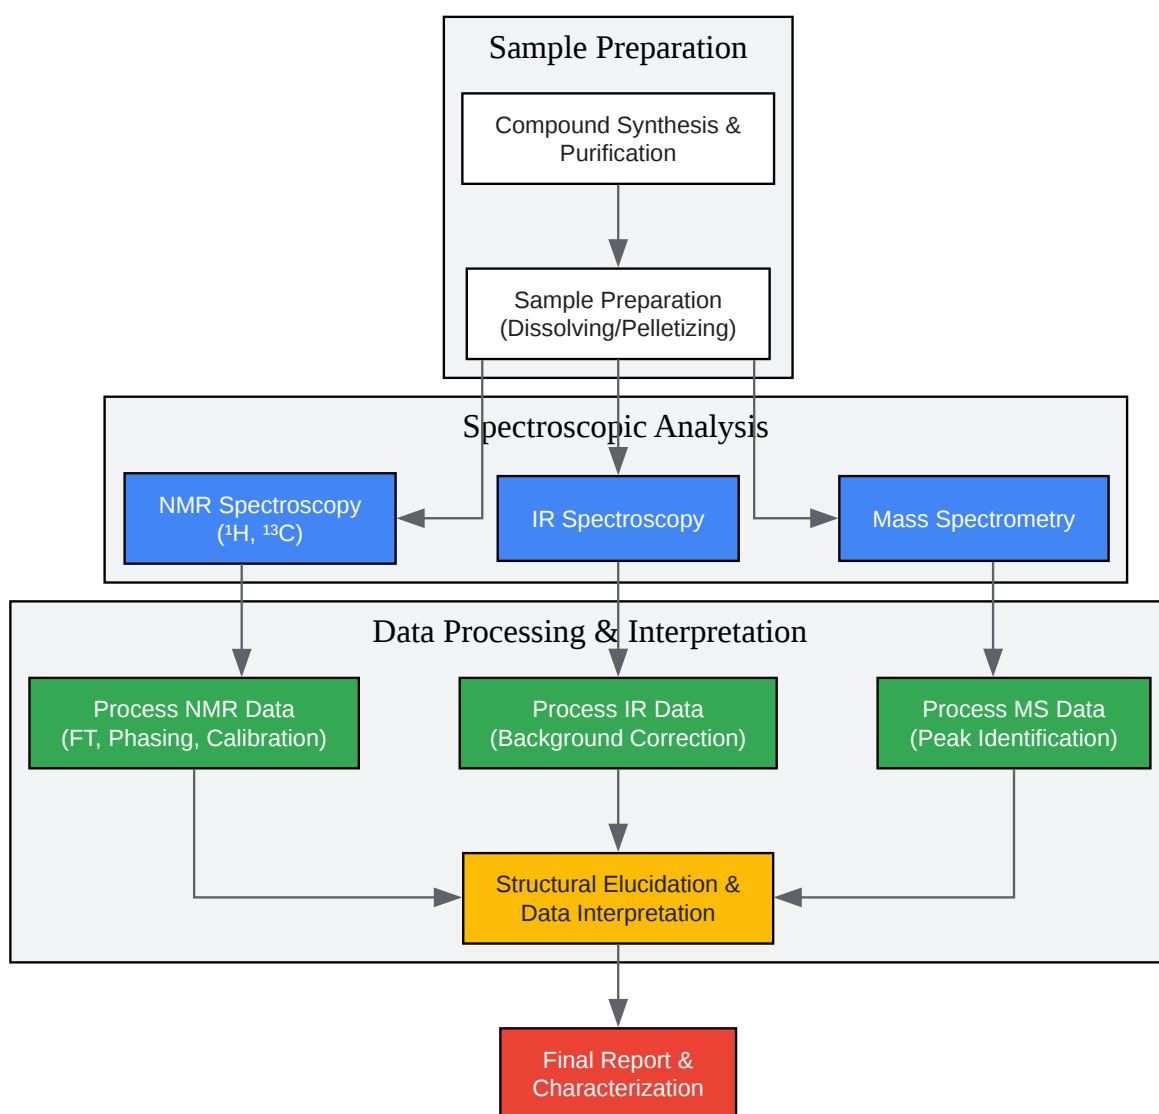 Sample Preparation
Compound Synthesis &
Purification
Sample Preparation
(Dissolving/Pelletizing)
Spectroscopic Analysis
NMR Spectroscopy
(¹H, ¹³C)
IR Spectroscopy
Mass Spectrometry
Data Processing & Interpretation
Process NMR Data
(FT, Phasing, Calibration)
Process IR Data
(Background Correction)
Process MS Data
(Peak Identification)
Structural Elucidation &
Data Interpretation
Final Report &
Characterization